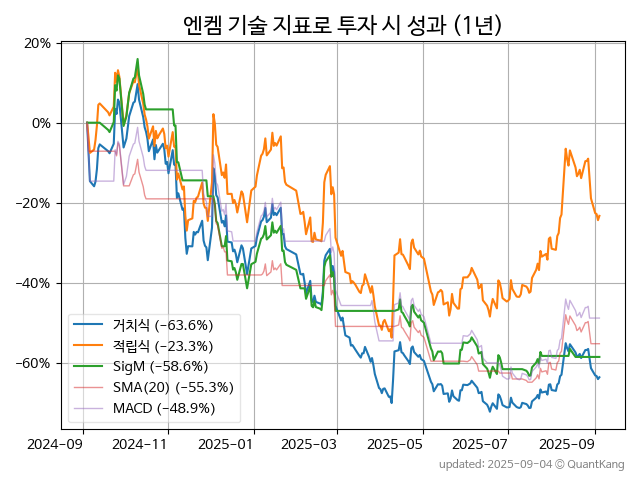 엔켐 기술 지표로 투자 시 성과 (1년)
20%
0%
−20%
−40%
−60%
거치식 (−63.6%)
적립식 (−23.3%)
SigM (−58.6%)
SMA(20) (−55.3%)
MACD (−48.9%)
2024−09 2024−11 2025−01 2025−03 2025−05 2025−07 2025−09
updated: 2025−09−04 © QuantKang